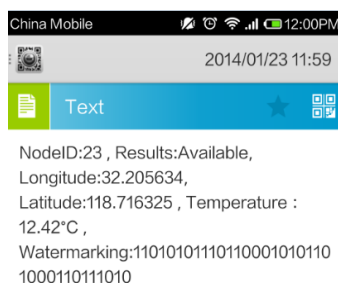 China Mobile 12:00PM
2014/01/23 11:59
Text
NodeID:23 , Results:Available,
Longitude:32.205634,
Latitude:118.716325 , Temperature :
12.42°C ,
Watermarking:11010101110110001010110
1000110111010